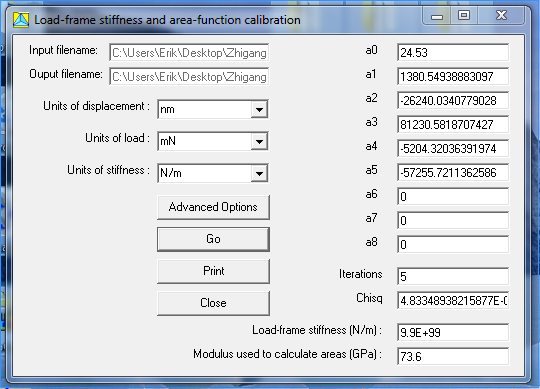 Load-frame stiffness and area-function calibration
Input filename: C:\Users\Erik\Desktop\Zhigang
Ouput filename: C:\Users\Erik\Desktop\Zhigang
Units of displacement : nm
Units of load : mN
Units of stiffness : N/m
Advanced Options
Go
Print
Close
a0 24.53
a1 1380.54938883097
a2 -26240.0340779028
a3 81230.5818707427
a4 -5204.32036391974
a5 -57255.7211362586
a6 0
a7 0
a8 0
Iterations 5
Chisq 4.83348938215877E-0
Load-frame stiffness (N/m) : 9.9E+99
Modulus used to calculate areas (GPa) : 73.6